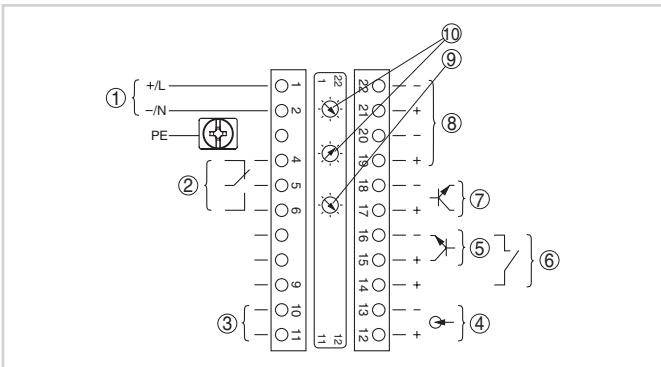 ⑩
⑨
① +/L 1 1 22 22 −
−/N 2 21 + ⑧
PE 20 −
4 19 +
② 5 18 − ⑦
6 17 +
16 − ⑤
15 + ⑥
9 14 +
③ 10 13 − ④
11 11 12 12 +